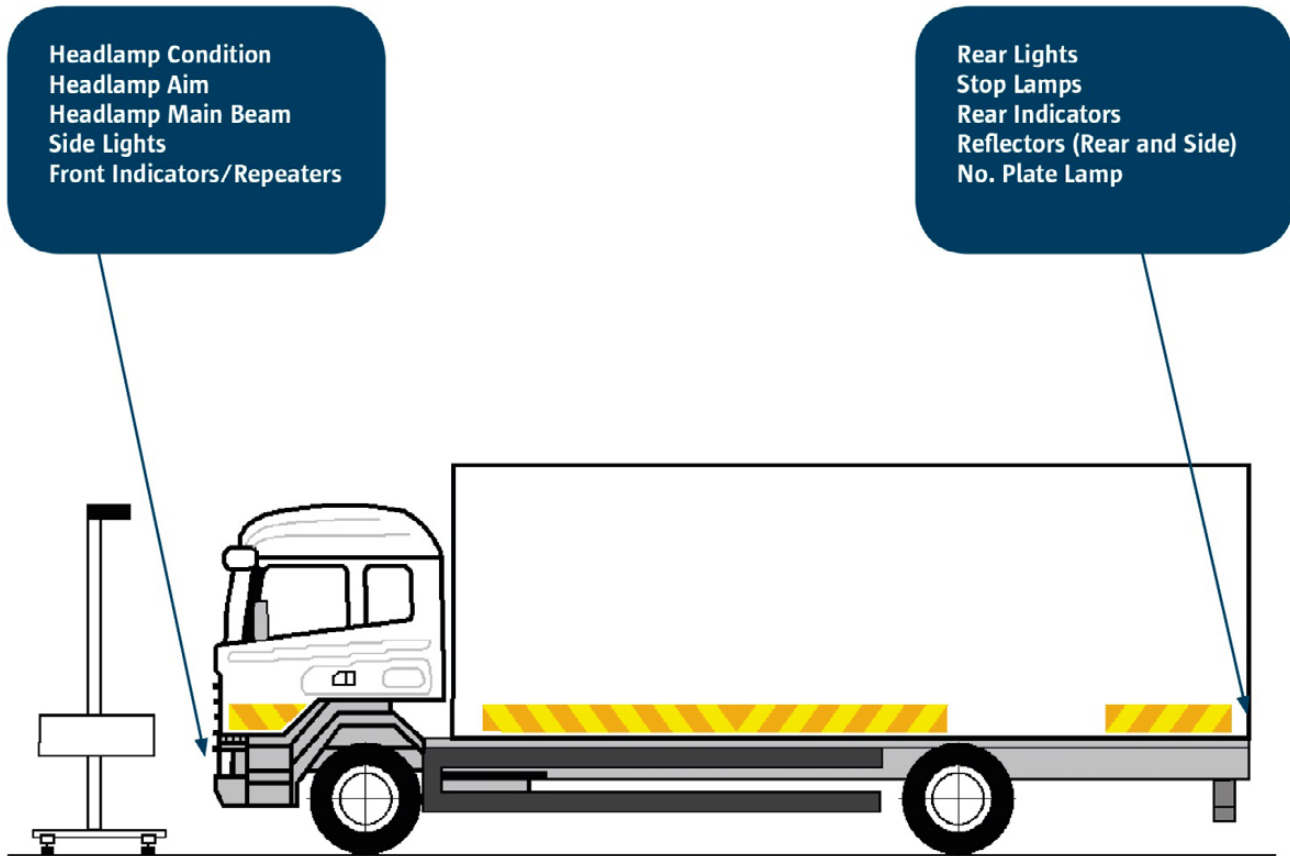 Headlamp Condition
Headlamp Aim
Headlamp Main Beam
Side Lights
Front Indicators/Repeaters
Rear Lights
Stop Lamps
Rear Indicators
Reflectors (Rear and Side)
No. Plate Lamp